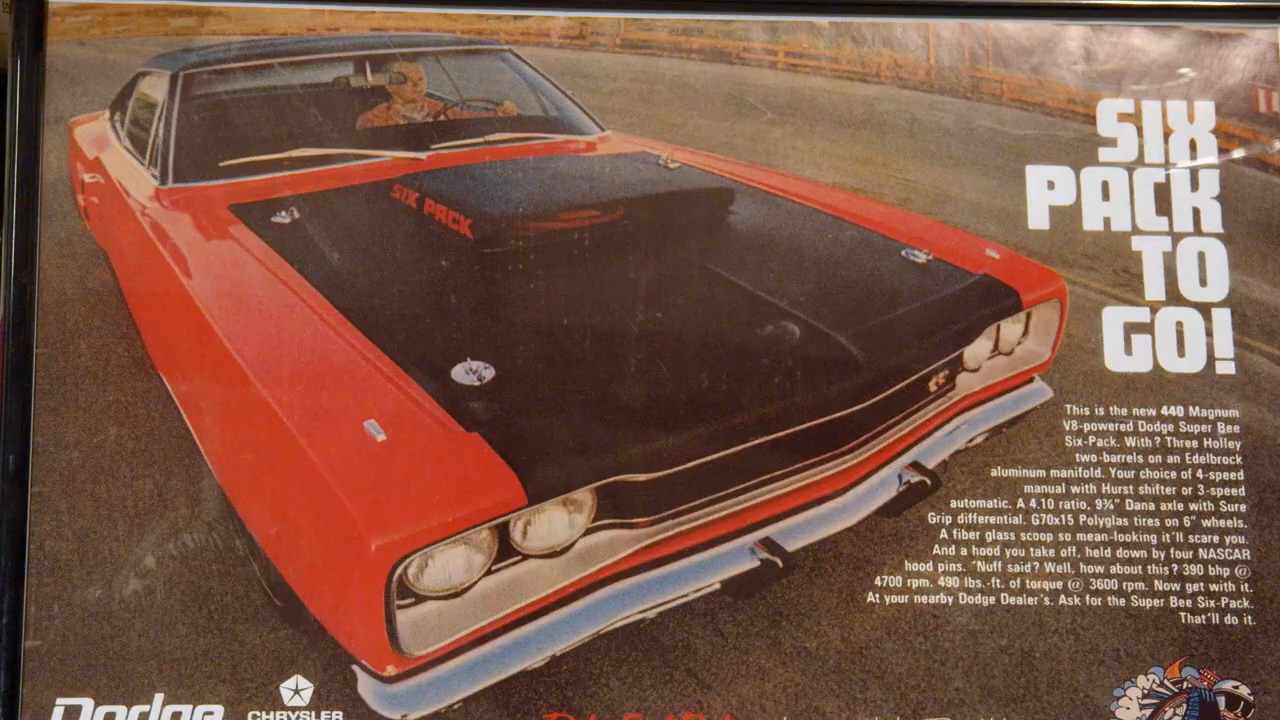 SIX PACK
SIX
PACK
TO
GO!
This is the new 440 Magnum
V8-powered Dodge Super Bee
Six-Pack. With? Three Holley
two-barrels on an Edelbrock
aluminum manifold. Your choice of 4-speed
manual with Hurst shifter or 3-speed
automatic. A 4.10 ratio, 9¾" Dana axle with Sure
Grip differential. G70x15 Polyglas tires on 6" wheels.
A fiber glass scoop so mean-looking it'll scare you.
And a hood you take off, held down by four NASCAR
hood pins. 'Nuff said? Well, how about this? 390 bhp @
4700 rpm. 490 lbs.-ft. of torque @ 3600 rpm. Now get with it.
At your nearby Dodge Dealer's. Ask for the Super Bee Six-Pack.
That'll do it.
Dodge
CHRYSLER